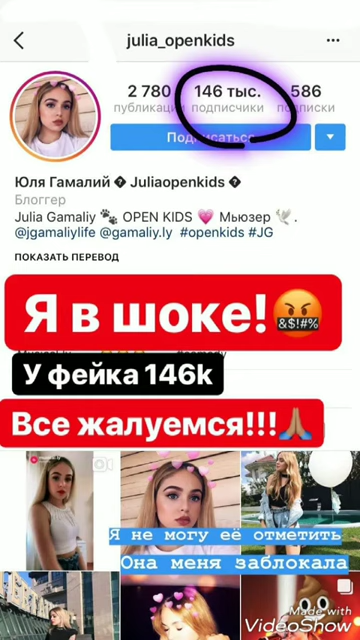 julia_openkids
2 780
146 тыс.
586
публикаци
подписчики
писки
Подписаться
Юля Гамалий � Juliaopenkids �
Блоггер
Julia Gamaliy 🐾 OPEN KIDS 💗 Мьюзер 🕊 .
@jgamaliylife @gamaliy.ly #openkids #JG
ПОКАЗАТЬ ПЕРЕВОД
Я в шоке!🤬
У фейка 146k
Все жалуемся!!!🙏🏽
Я не могу её отметить
Она меня заблокала
Made with
VideoShow